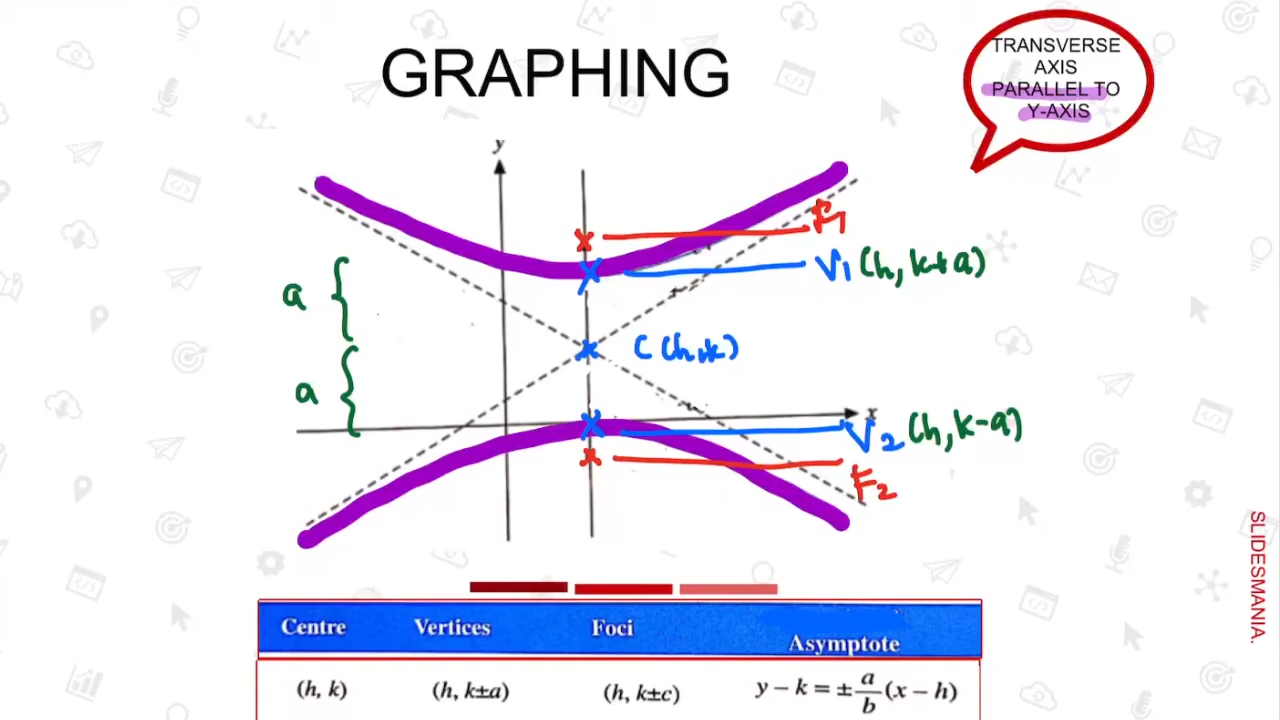 GRAPHING
TRANSVERSE
AXIS
PARALLEL TO
Y-AXIS
y
F1
V1 (h, k+a)
a
C (h,k)
a
x
V2 (h, k-a)
F2
SLIDESMANIA.
Centre Vertices Foci Asymptote
(h, k) (h, k±a) (h, k±c) y − k = ± a/b (x − h)